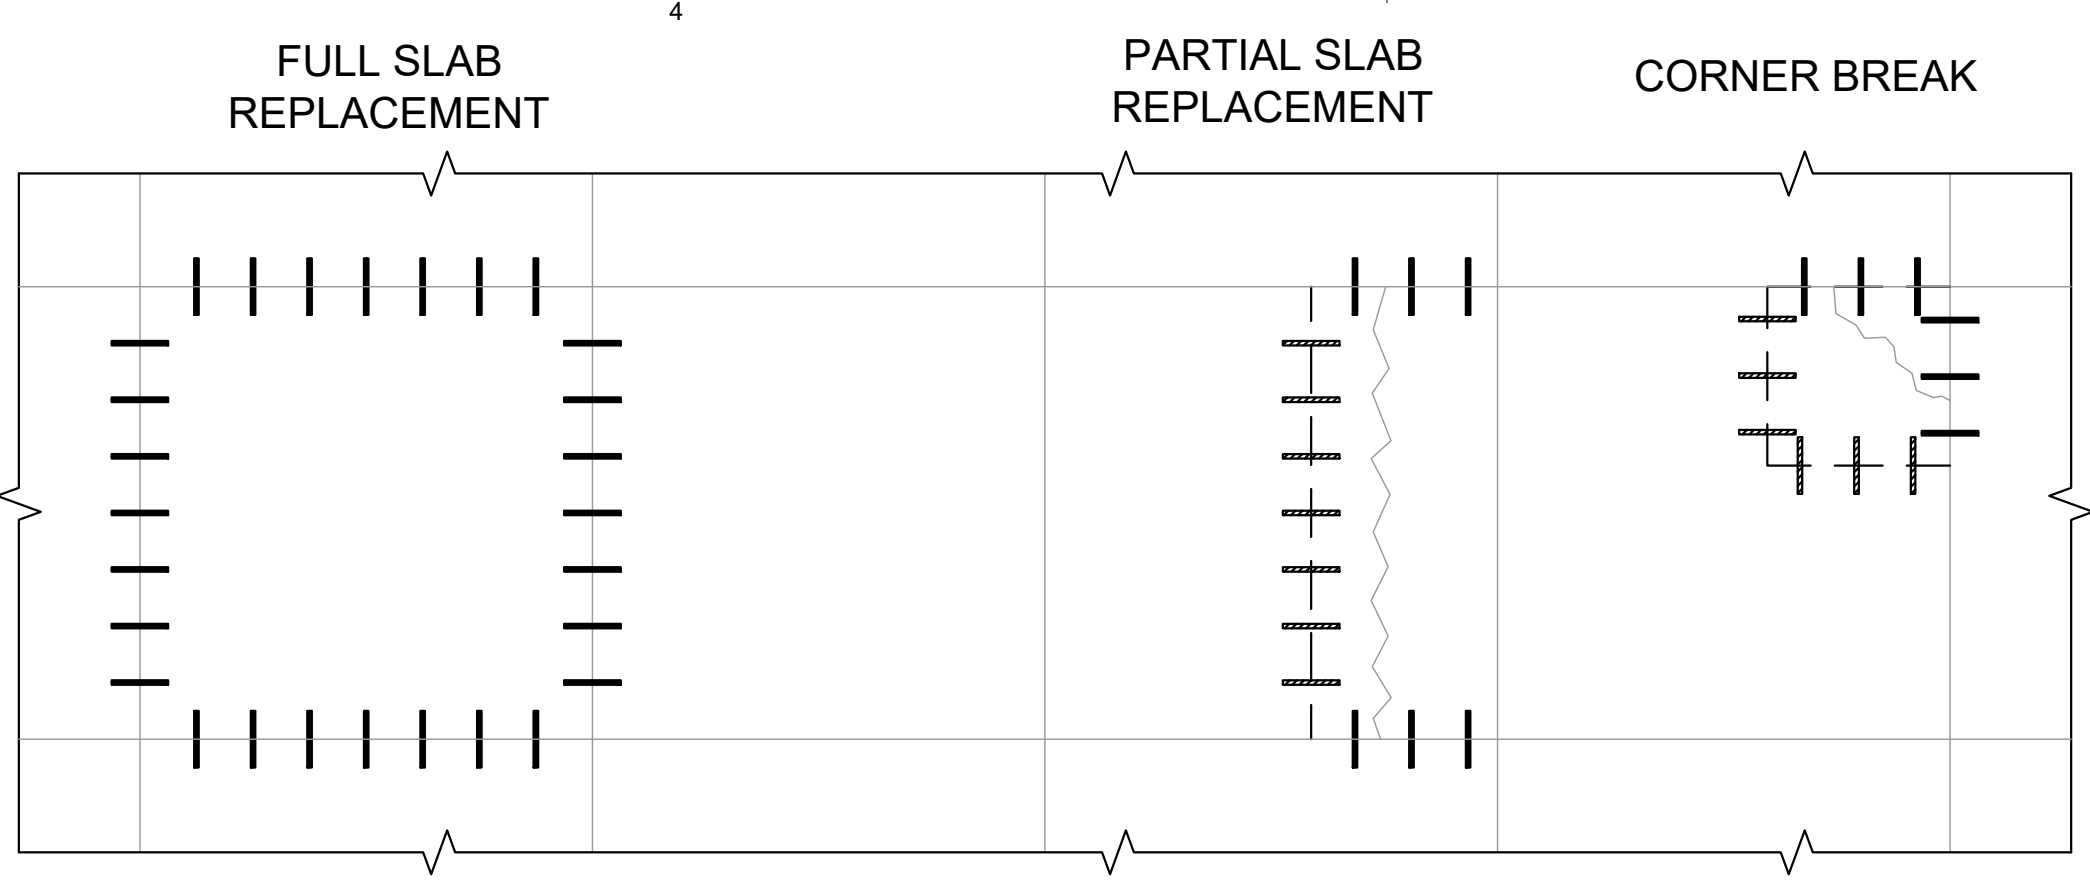 4
FULL SLAB
REPLACEMENT
PARTIAL SLAB
REPLACEMENT
CORNER BREAK